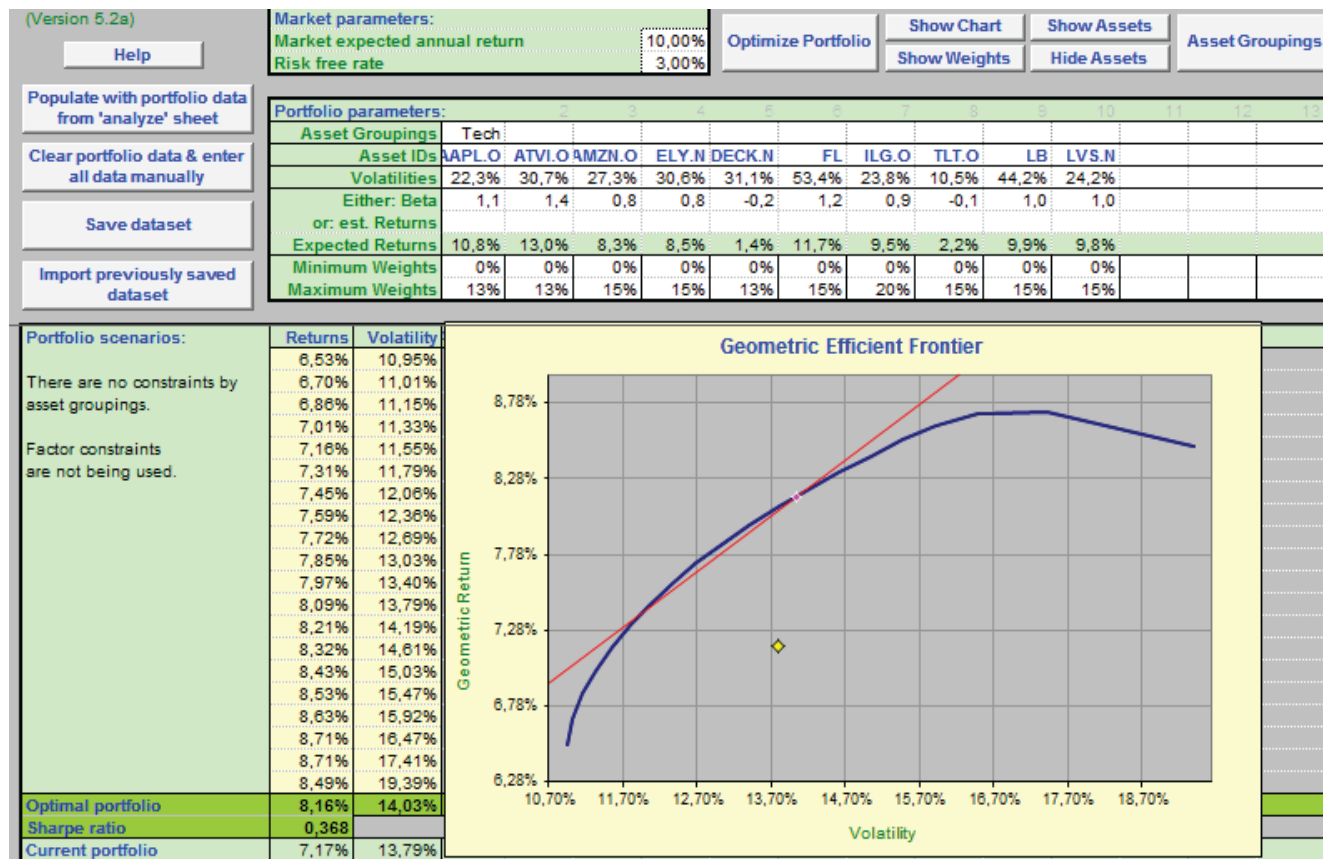 (Version 5.2a)
Help
Populate with portfolio data
from 'analyze' sheet
Clear portfolio data & enter
all data manually
Save dataset
Import previously saved
dataset
Market parameters:
Market expected annual return 10,00%
Risk free rate 3,00%
Optimize Portfolio
Show Chart
Show Weights
Show Assets
Hide Assets
Asset Groupings
Portfolio parameters: 2 3 4 5 6 7 8 9 10 11 12 13
Asset Groupings Tech
Asset IDs AAPL.O ATVI.O AMZN.O ELY.N DECK.N FL ILG.O TLT.O LB LVS.N
Volatilities 22,3% 30,7% 27,3% 30,6% 31,1% 53,4% 23,8% 10,5% 44,2% 24,2%
Either: Beta 1,1 1,4 0,8 0,8 -0,2 1,2 0,9 -0,1 1,0 1,0
or: est. Returns
Expected Returns 10,8% 13,0% 8,3% 8,5% 1,4% 11,7% 9,5% 2,2% 9,9% 9,8%
Minimum Weights 0% 0% 0% 0% 0% 0% 0% 0% 0% 0%
Maximum Weights 13% 13% 15% 15% 13% 15% 20% 15% 15% 15%
Portfolio scenarios: Returns Volatility
6,53% 10,95%
There are no constraints by 6,70% 11,01%
asset groupings. 6,86% 11,15%
7,01% 11,33%
Factor constraints 7,16% 11,55%
are not being used. 7,31% 11,79%
7,45% 12,06%
7,59% 12,36%
7,72% 12,69%
7,85% 13,03%
7,97% 13,40%
8,09% 13,79%
8,21% 14,19%
8,32% 14,61%
8,43% 15,03%
8,53% 15,47%
8,63% 15,92%
8,71% 16,47%
8,71% 17,41%
8,49% 19,39%
Optimal portfolio 8,16% 14,03%
Sharpe ratio 0,368
Current portfolio 7,17% 13,79%
Geometric Efficient Frontier
Geometric Return
8,78%
8,28%
7,78%
7,28%
6,78%
6,28%
10,70% 11,70% 12,70% 13,70% 14,70% 15,70% 16,70% 17,70% 18,70%
Volatility